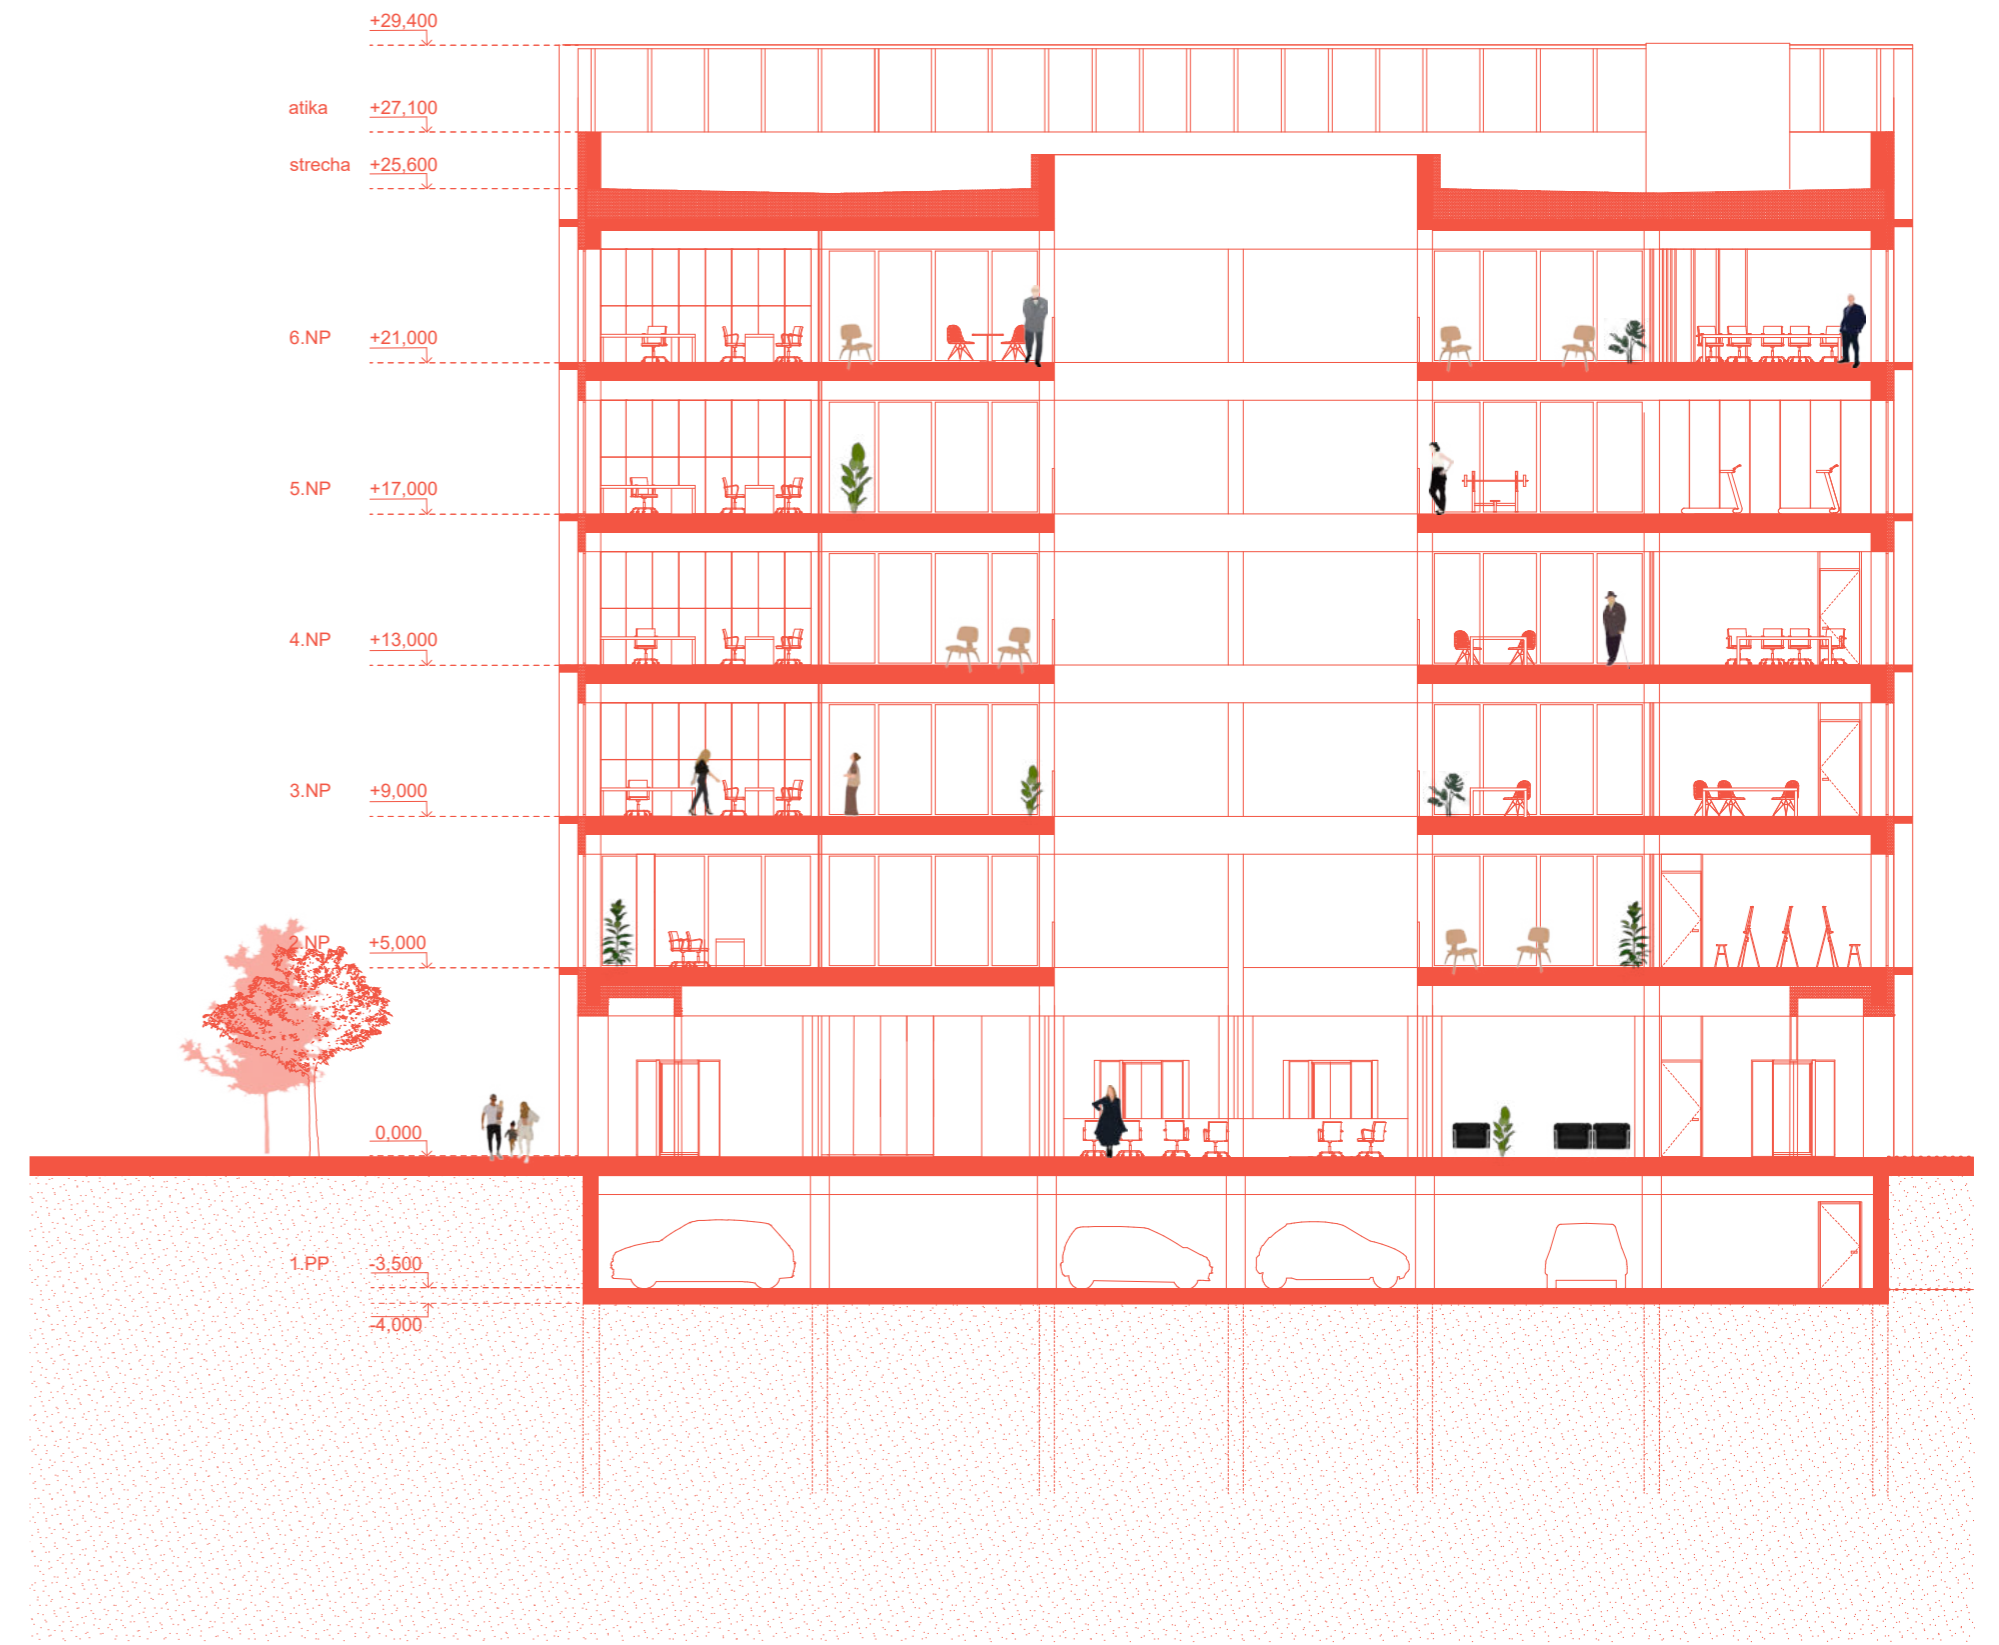 +29,400
atika +27,100
strecha +25,600
6.NP +21,000
5.NP +17,000
4.NP +13,000
3.NP +9,000
2.NP +5,000
0,000
1.PP -3,500
-4,000